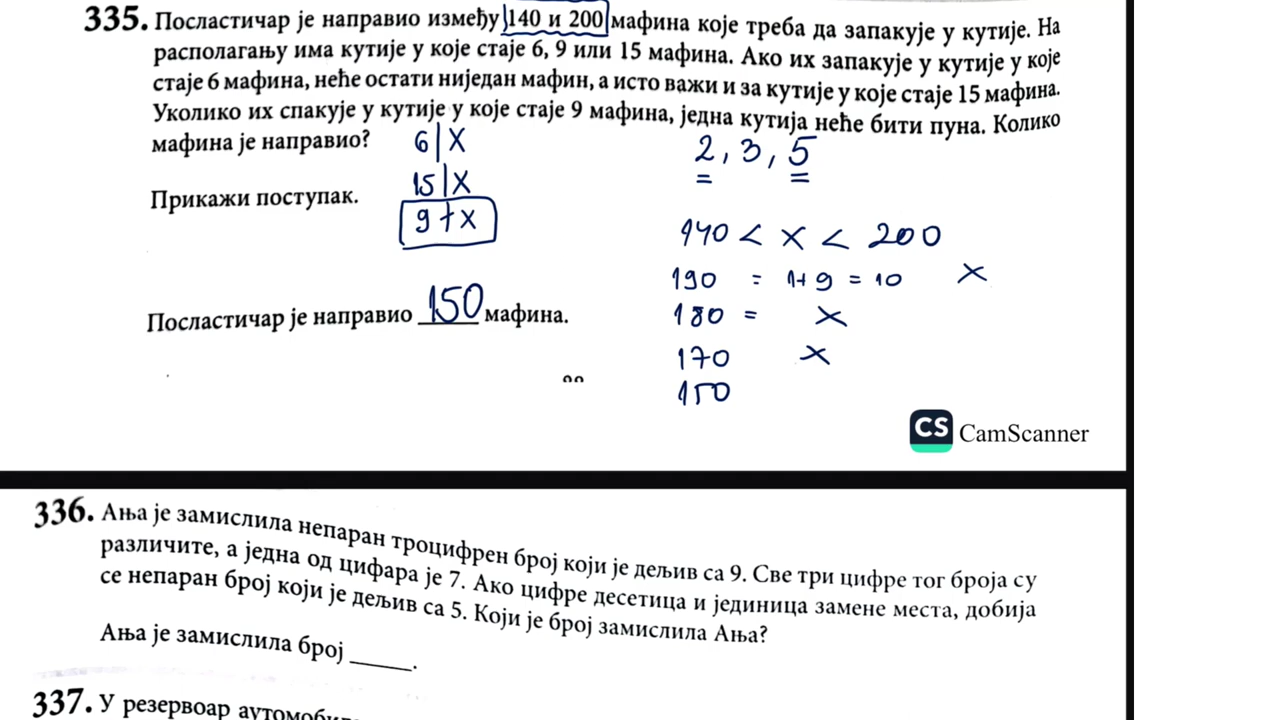 335. Посластичар је направио између 140 и 200 мафина које треба да запакује у кутије. На
располагању има кутије у које стаје 6, 9 или 15 мафина. Ако их запакује у кутије у које
стаје 6 мафина, неће остати ниједан мафин, а исто важи и за кутије у које стаје 15 мафина.
Уколико их спакује у кутије у које стаје 9 мафина, једна кутија неће бити пуна. Колико
мафина је направио?
6 | X
2, 3, 5
Прикажи поступак.
15 | X
9 ∤ X
140 < X < 200
190 = 1+9 = 10 X
Посластичар је направио 150 мафина.
180 = X
170 X
150
CS CamScanner
336. Ања је замислила непаран троцифрен број који је дељив са 9. Све три цифре тог броја су
различите, а једна од цифара је 7. Ако цифре десетица и јединица замене места, добија
се непаран број који је дељив са 5. Који је број замислила Ања?
Ања је замислила број _____.
337. У резервоар